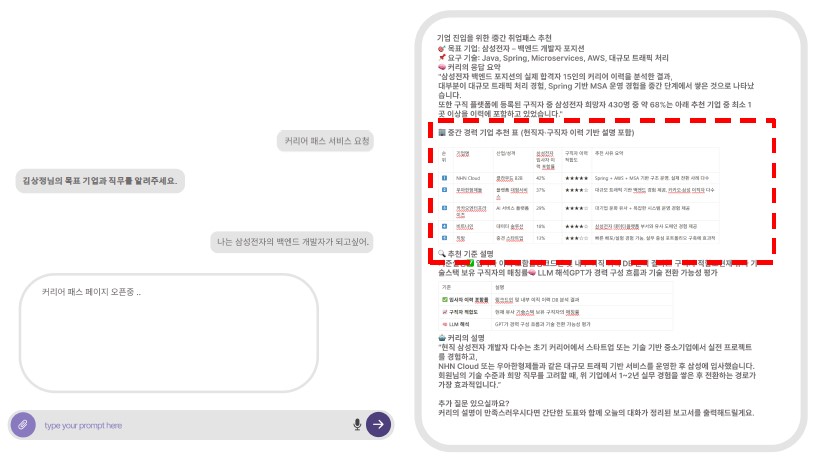 커리어 패스 서비스 요청
김상정님의 목표 기업과 직무를 알려주세요.
나는 삼성전자의 백엔드 개발자가 되고싶어.
커리어 패스 페이지 오픈중 ..
type your prompt here
기업 진입을 위한 중간 취업패스 추천
🎯 목표 기업: 삼성전자 – 백엔드 개발자 포지션
📌 요구 기술: Java, Spring, Microservices, AWS, 대규모 트래픽 처리
🧠 커리의 응답 요약
"삼성전자 백엔드 포지션의 실제 합격자 15인의 커리어 이력을 분석한 결과,
대부분이 대규모 트래픽 처리 경험, Spring 기반 MSA 운영 경험을 중간 단계에서 쌓은 것으로 나타났
습니다.
또한 구직 플랫폼에 등록된 구직자 중 삼성전자 희망자 430명 중 약 68%는 아래 추천 기업 중 최소 1
곳 이상을 이력에 포함하고 있었습니다."
🏢 중간 경력 기업 추천 표 (현직자·구직자 이력 기반 설명 포함)
순위 기업명 산업/성격 삼성전자 입사자 이력 포함률 구직자 이력 적합도 추천 사유 요약
1 NHN Cloud 클라우드 B2B 42% ★★★★★ Spring + AWS + MSA 기반 구조 운영, 실제 전환 사례 다수
2 우아한형제들 플랫폼 대형서비스 37% ★★★★☆ 대규모 트래픽 기반 백엔드 경험 제공, 카카오·삼성 이직자 다수
3 카카오엔터프라이즈 AI 서비스 플랫폼 29% ★★★★☆ 대기업 문화 유사 + 복잡한 시스템 운영 경험 제공
4 비트나인 데이터 솔루션 18% ★★★☆☆ 삼성전자 데이터플랫폼 부서와 유사 도메인 경험 제공
5 직방 중견 스타트업 13% ★★★☆☆ 빠른 배포/실험 경험 가능, 실무 중심 포트폴리오 구축에 효과적
🔍 추천 기준 설명
술스택 보유 구직자의 매칭률🧠 LLM 해석GPT가 경력 구성 흐름과 기술 전환 가능성 평가
기준 설명
✅ 입사자 이력 포함률 링크드인 및 내부 이직 이력 DB 분석 결과
📈 구직자 적합도 현재 유사 기술스택 보유 구직자의 매칭률
🧠 LLM 해석 GPT가 경력 구성 흐름과 기술 전환 가능성 평가
🤖 커리의 설명
"현직 삼성전자 개발자 다수는 초기 커리어에서 스타트업 또는 기술 기반 중소기업에서 실전 프로젝트
를 경험하고,
NHN Cloud 또는 우아한형제들과 같은 대규모 트래픽 기반 서비스를 운영한 후 삼성에 입사했습니다.
회원님의 기술 수준과 희망 직무를 고려할 때, 위 기업에서 1~2년 실무 경험을 쌓은 후 전환하는 경로가
가장 효과적입니다."
추가 질문 있으실까요?
커리의 설명이 만족스러우시다면 간단한 도표와 함께 오늘의 대화가 정리된 보고서를 출력해드릴게요.